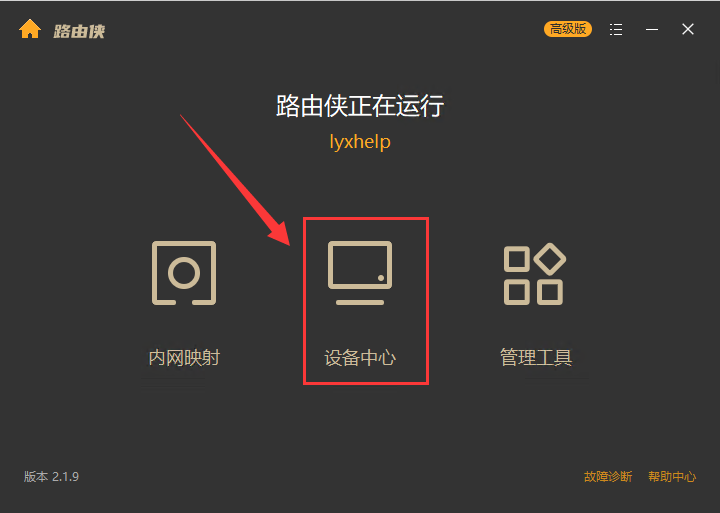 路由侠
高级版
路由侠正在运行
lyxhelp
内网映射
设备中心
管理工具
版本 2.1.9
故障诊断 帮助中心